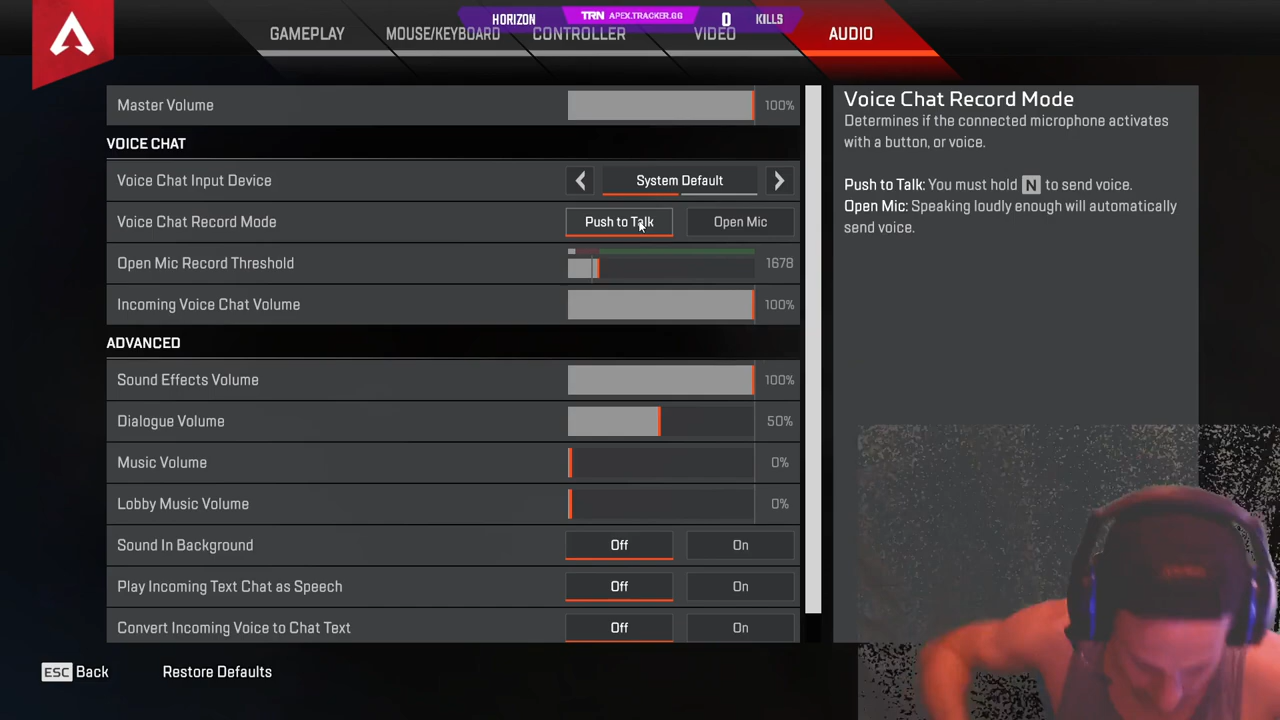 HORIZON TRN APEX.TRACKER.GG 0 KILLS
GAMEPLAY MOUSE/KEYBOARD CONTROLLER VIDEO AUDIO
Master Volume 100%
VOICE CHAT
Voice Chat Input Device System Default
Voice Chat Record Mode Push to Talk Open Mic
Open Mic Record Threshold 1678
Incoming Voice Chat Volume 100%
ADVANCED
Sound Effects Volume 100%
Dialogue Volume 50%
Music Volume 0%
Lobby Music Volume 0%
Sound In Background Off On
Play Incoming Text Chat as Speech Off On
Convert Incoming Voice to Chat Text Off On
Voice Chat Record Mode
Determines if the connected microphone activates
with a button, or voice.
Push to Talk: You must hold N to send voice.
Open Mic: Speaking loudly enough will automatically
send voice.
ESC Back Restore Defaults